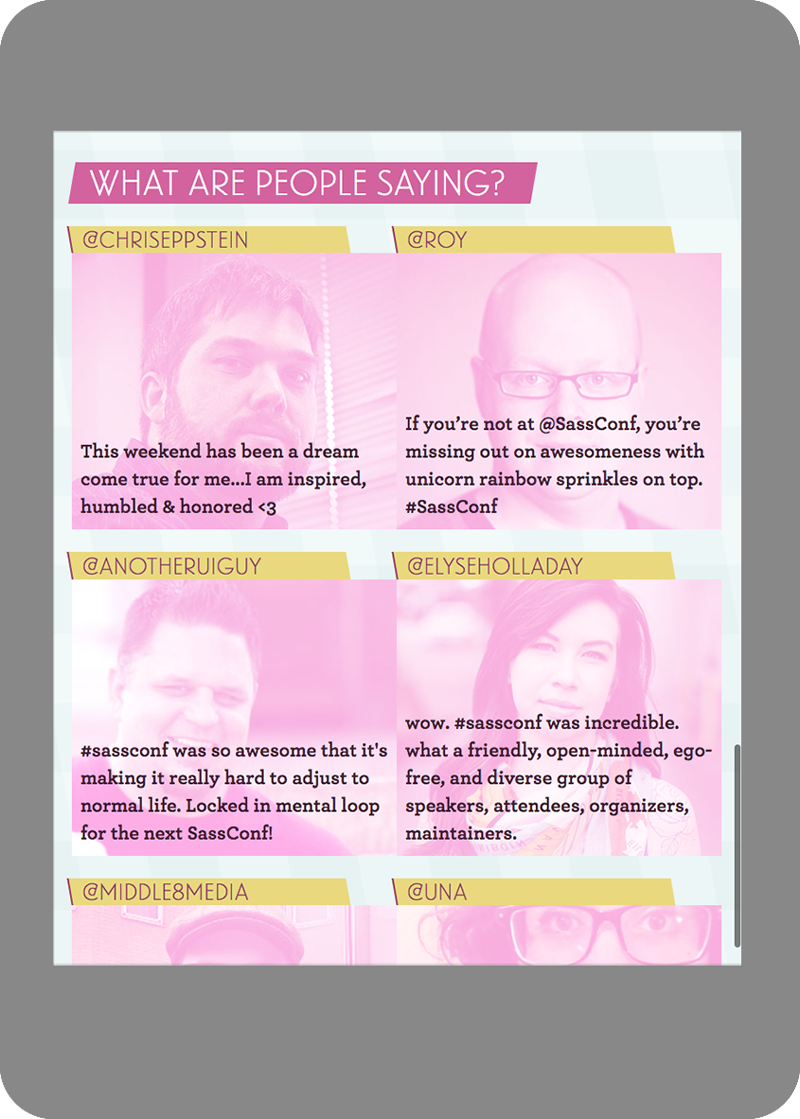 WHAT ARE PEOPLE SAYING?
@CHRISEPPSTEIN
This weekend has been a dream
come true for me...I am inspired,
humbled & honored <3
@ROY
If you’re not at @SassConf, you’re
missing out on awesomeness with
unicorn rainbow sprinkles on top.
#SassConf
@ANOTHERUIGUY
#sassconf was so awesome that it's
making it really hard to adjust to
normal life. Locked in mental loop
for the next SassConf!
@ELYSEHOLLADAY
wow. #sassconf was incredible.
what a friendly, open-minded, ego-
free, and diverse group of
speakers, attendees, organizers,
maintainers.
@MIDDLE8MEDIA
@UNA